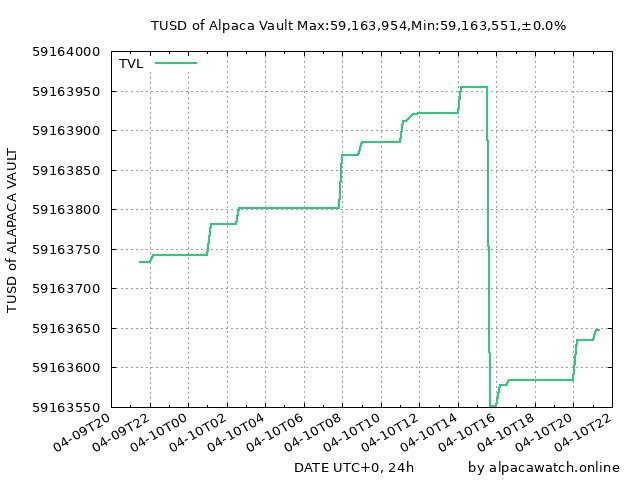 TUSD of Alpaca Vault Max:59,163,954,Min:59,163,551,±0.0%
TVL
59164000
59163950
59163900
59163850
59163800
59163750
59163700
59163650
59163600
59163550
TUSD of ALAPACA VAULT
04-09T20
04-09T22
04-10T00
04-10T02
04-10T04
04-10T06
04-10T08
04-10T10
04-10T12
04-10T14
04-10T16
04-10T18
04-10T20
04-10T22
DATE UTC+0, 24h
by alpacawatch.online